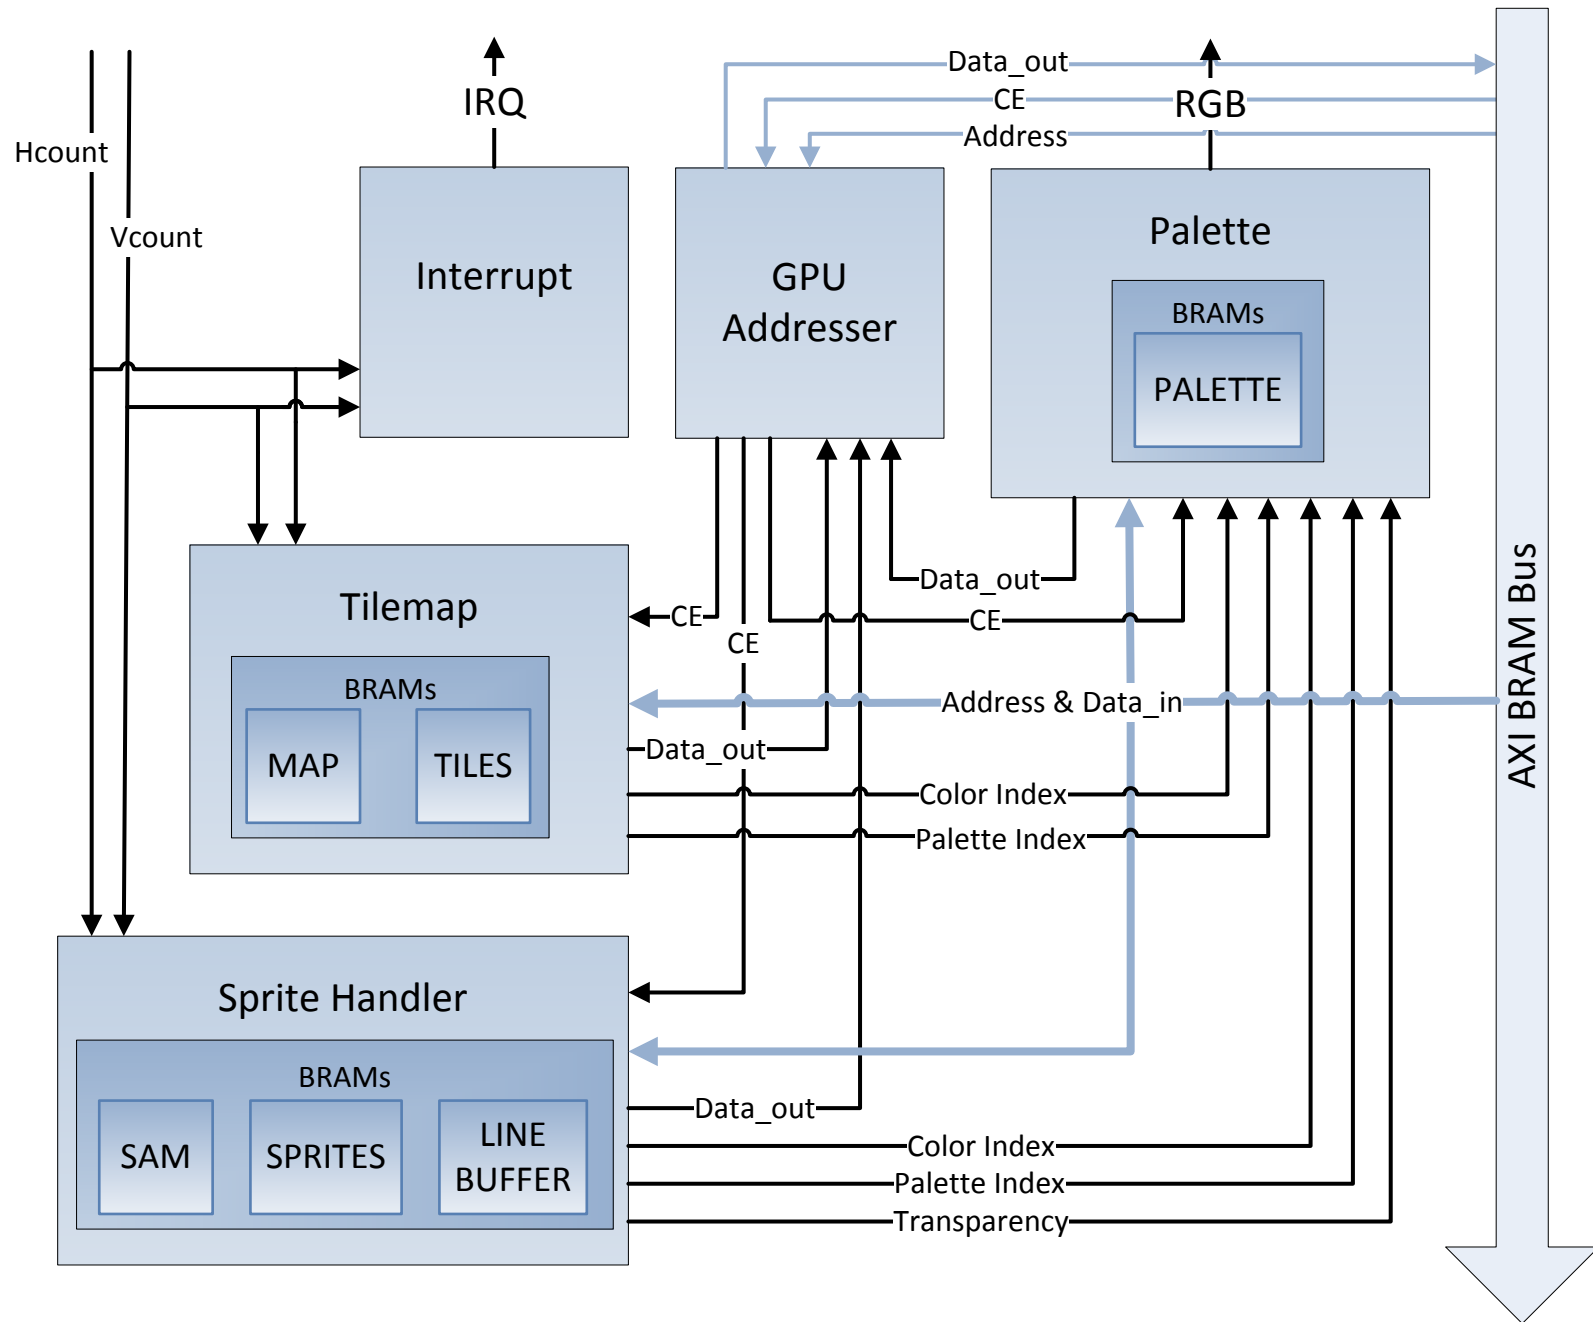 Data_out
IRQ
CE
RGB
Address
Hcount
Vcount
Interrupt
GPU
Addresser
Palette
BRAMs
PALETTE
Data_out
CE
CE
CE
Tilemap
BRAMs
MAP
TILES
Address & Data_in
Data_out
Color Index
Palette Index
AXI BRAM Bus
Sprite Handler
BRAMs
SAM
SPRITES
LINE
BUFFER
Data_out
Color Index
Palette Index
Transparency